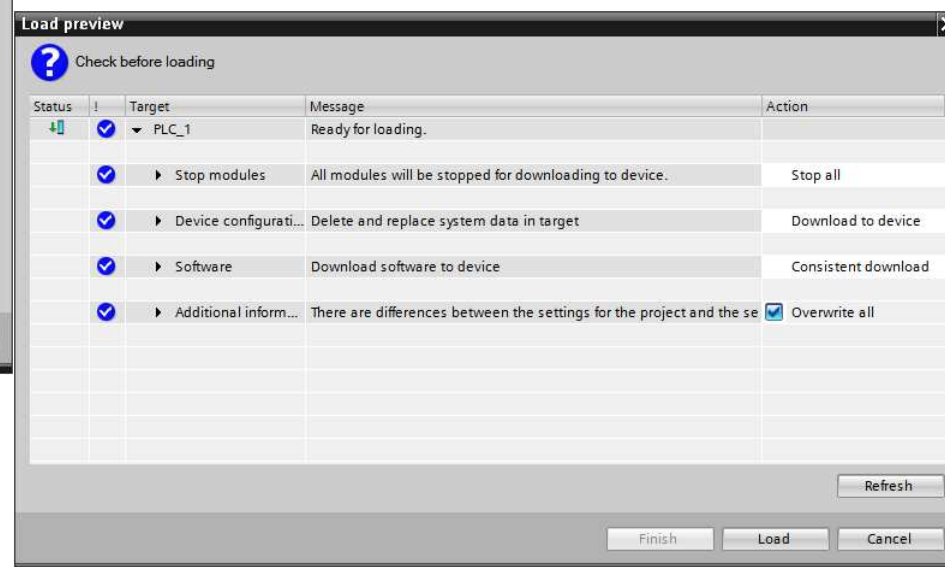 Load preview
Check before loading
Status ! Target Message Action
PLC_1 Ready for loading.
Stop modules All modules will be stopped for downloading to device. Stop all
Device configurati... Delete and replace system data in target Download to device
Software Download software to device Consistent download
Additional inform... There are differences between the settings for the project and the se Overwrite all
Refresh
Finish Load Cancel